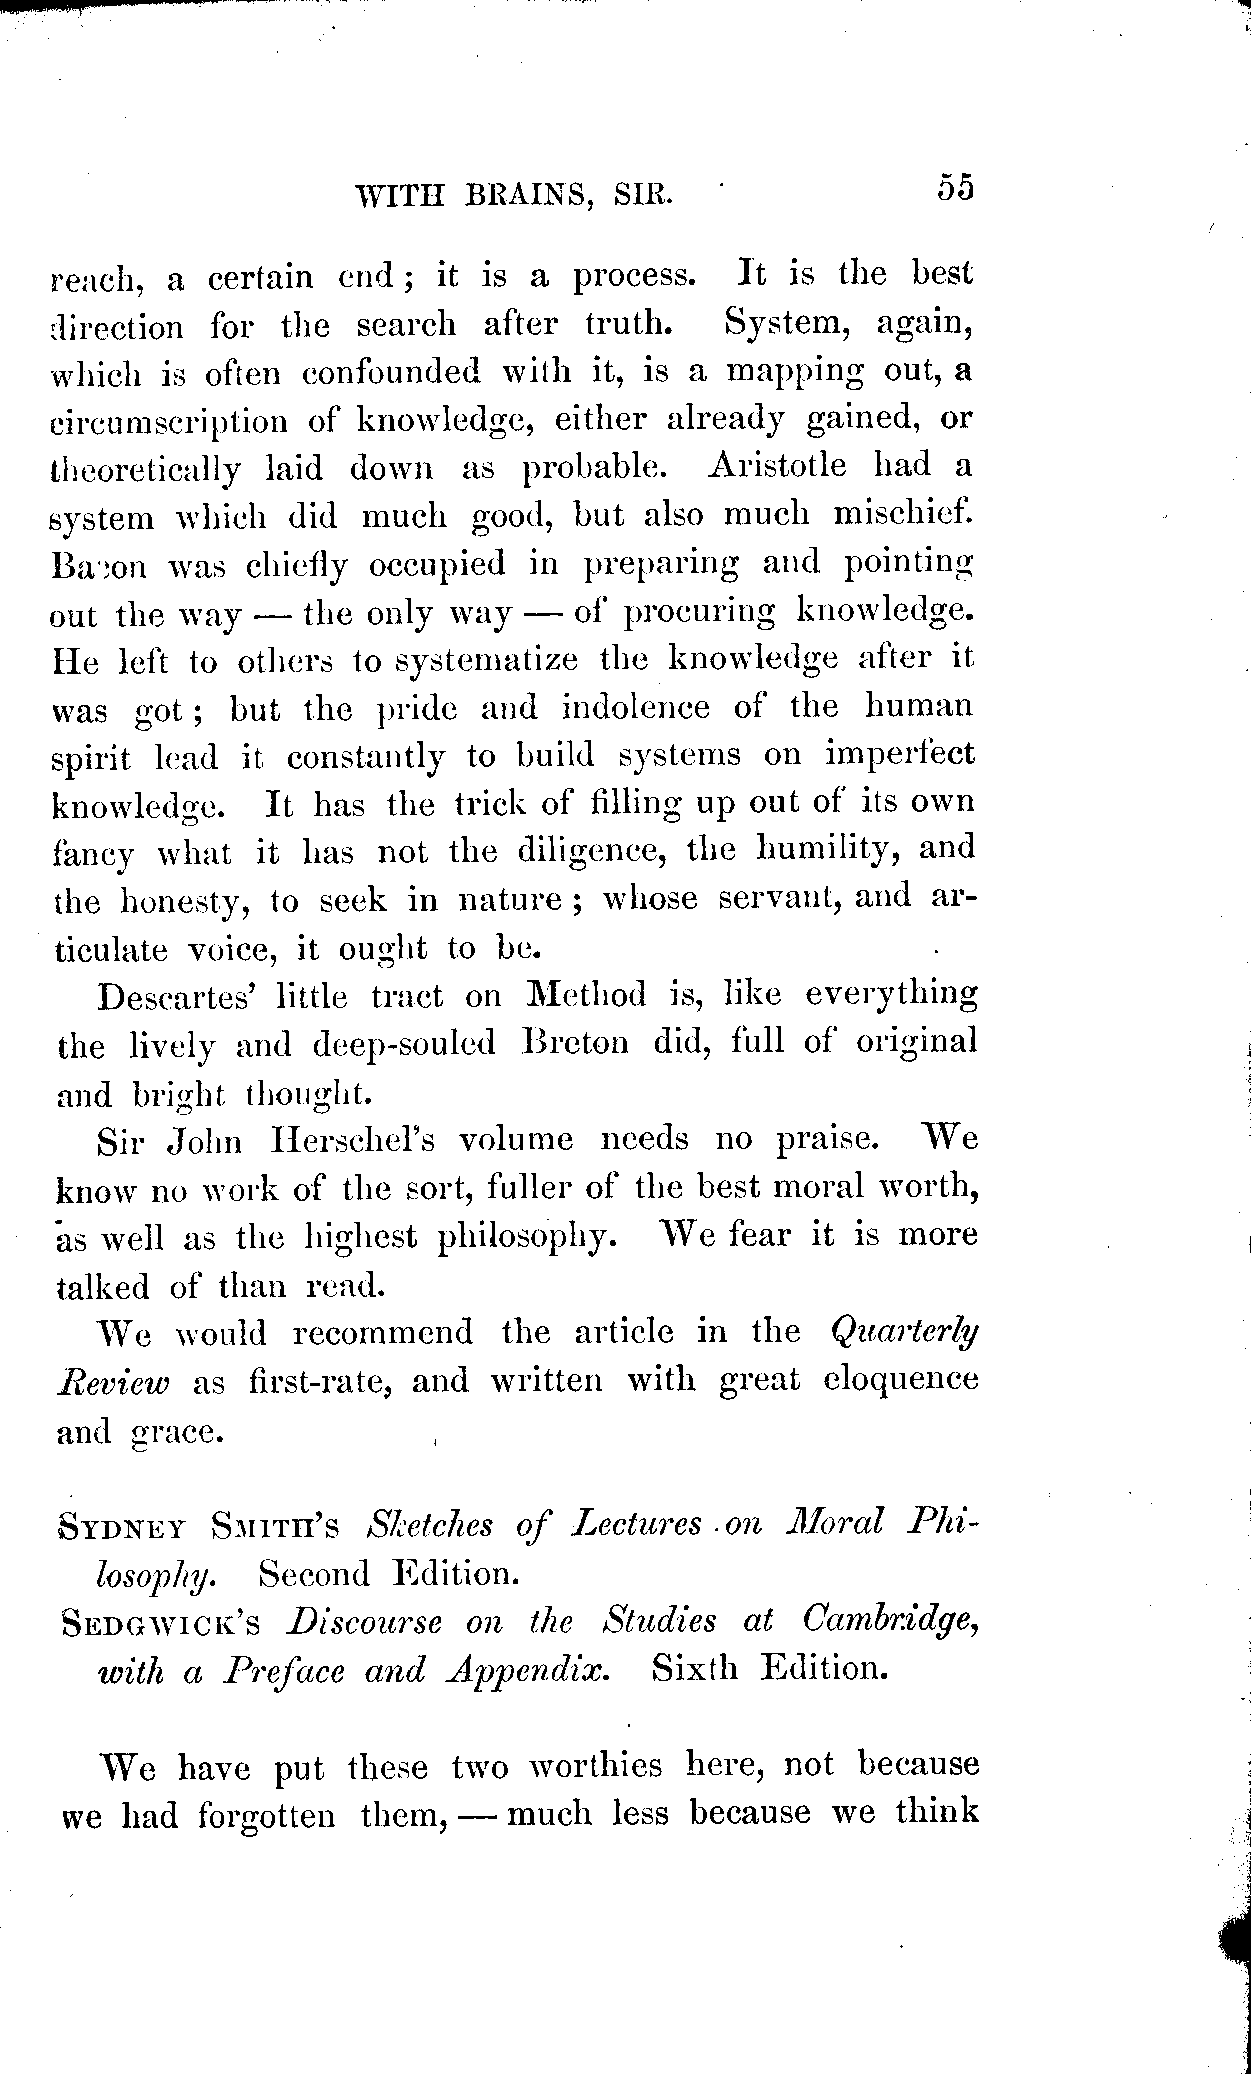 WITH BRAINS, SIR. 55
reach, a certain end; it is a process. It is the best
direction for the search after truth. System, again,
which is often confounded with it, is a mapping out, a
circumscription of knowledge, either already gained, or
theoretically laid down as probable. Aristotle had a
system which did much good, but also much mischief.
Bacon was chiefly occupied in preparing and pointing
out the way — the only way — of procuring knowledge.
He left to others to systematize the knowledge after it
was got; but the pride and indolence of the human
spirit lead it constantly to build systems on imperfect
knowledge. It has the trick of filling up out of its own
fancy what it has not the diligence, the humility, and
the honesty, to seek in nature; whose servant, and ar-
ticulate voice, it ought to be.
Descartes' little tract on Method is, like everything
the lively and deep-souled Breton did, full of original
and bright thought.
Sir John Herschel's volume needs no praise. We
know no work of the sort, fuller of the best moral worth,
as well as the highest philosophy. We fear it is more
talked of than read.
We would recommend the article in the Quarterly
Review as first-rate, and written with great eloquence
and grace.
SYDNEY SMITH'S Sketches of Lectures on Moral Phi-
losophy. Second Edition.
SEDGWICK'S Discourse on the Studies at Cambridge,
with a Preface and Appendix. Sixth Edition.
We have put these two worthies here, not because
we had forgotten them, — much less because we think